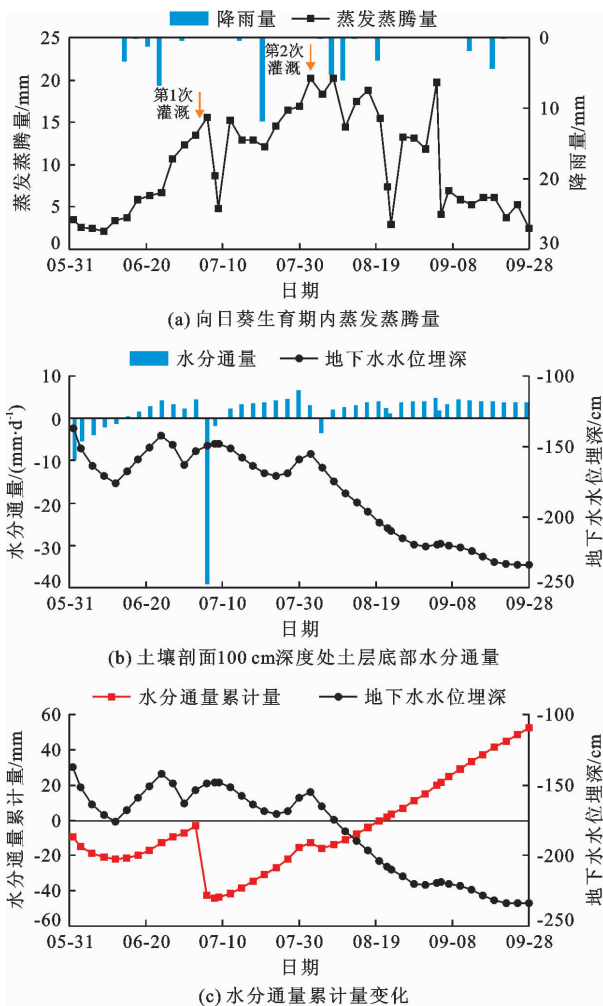 降雨量 蒸发蒸腾量
25 20 15 10 5 0
蒸发蒸腾量/mm
第1次
灌溉
第2次
灌溉
0 10 20 30
降雨量/mm
05-31 06-20 07-10 07-30 08-19 09-08 09-28
日期
(a) 向日葵生育期内蒸发蒸腾量
水分通量 地下水水位埋深
10 0 -10 -20 -30 -40
水分通量/(mm·d⁻¹)
-100 -150 -200 -250
地下水水位埋深/cm
05-31 06-20 07-10 07-30 08-19 09-08 09-28
日期
(b) 土壤剖面100 cm深度处土层底部水分通量
水分通量累计量 地下水水位埋深
60 40 20 0 -20 -40 -60
水分通量累计量/mm
-100 -150 -200 -250
地下水水位埋深/cm
05-31 06-20 07-10 07-30 08-19 09-08 09-28
日期
(c) 水分通量累计量变化